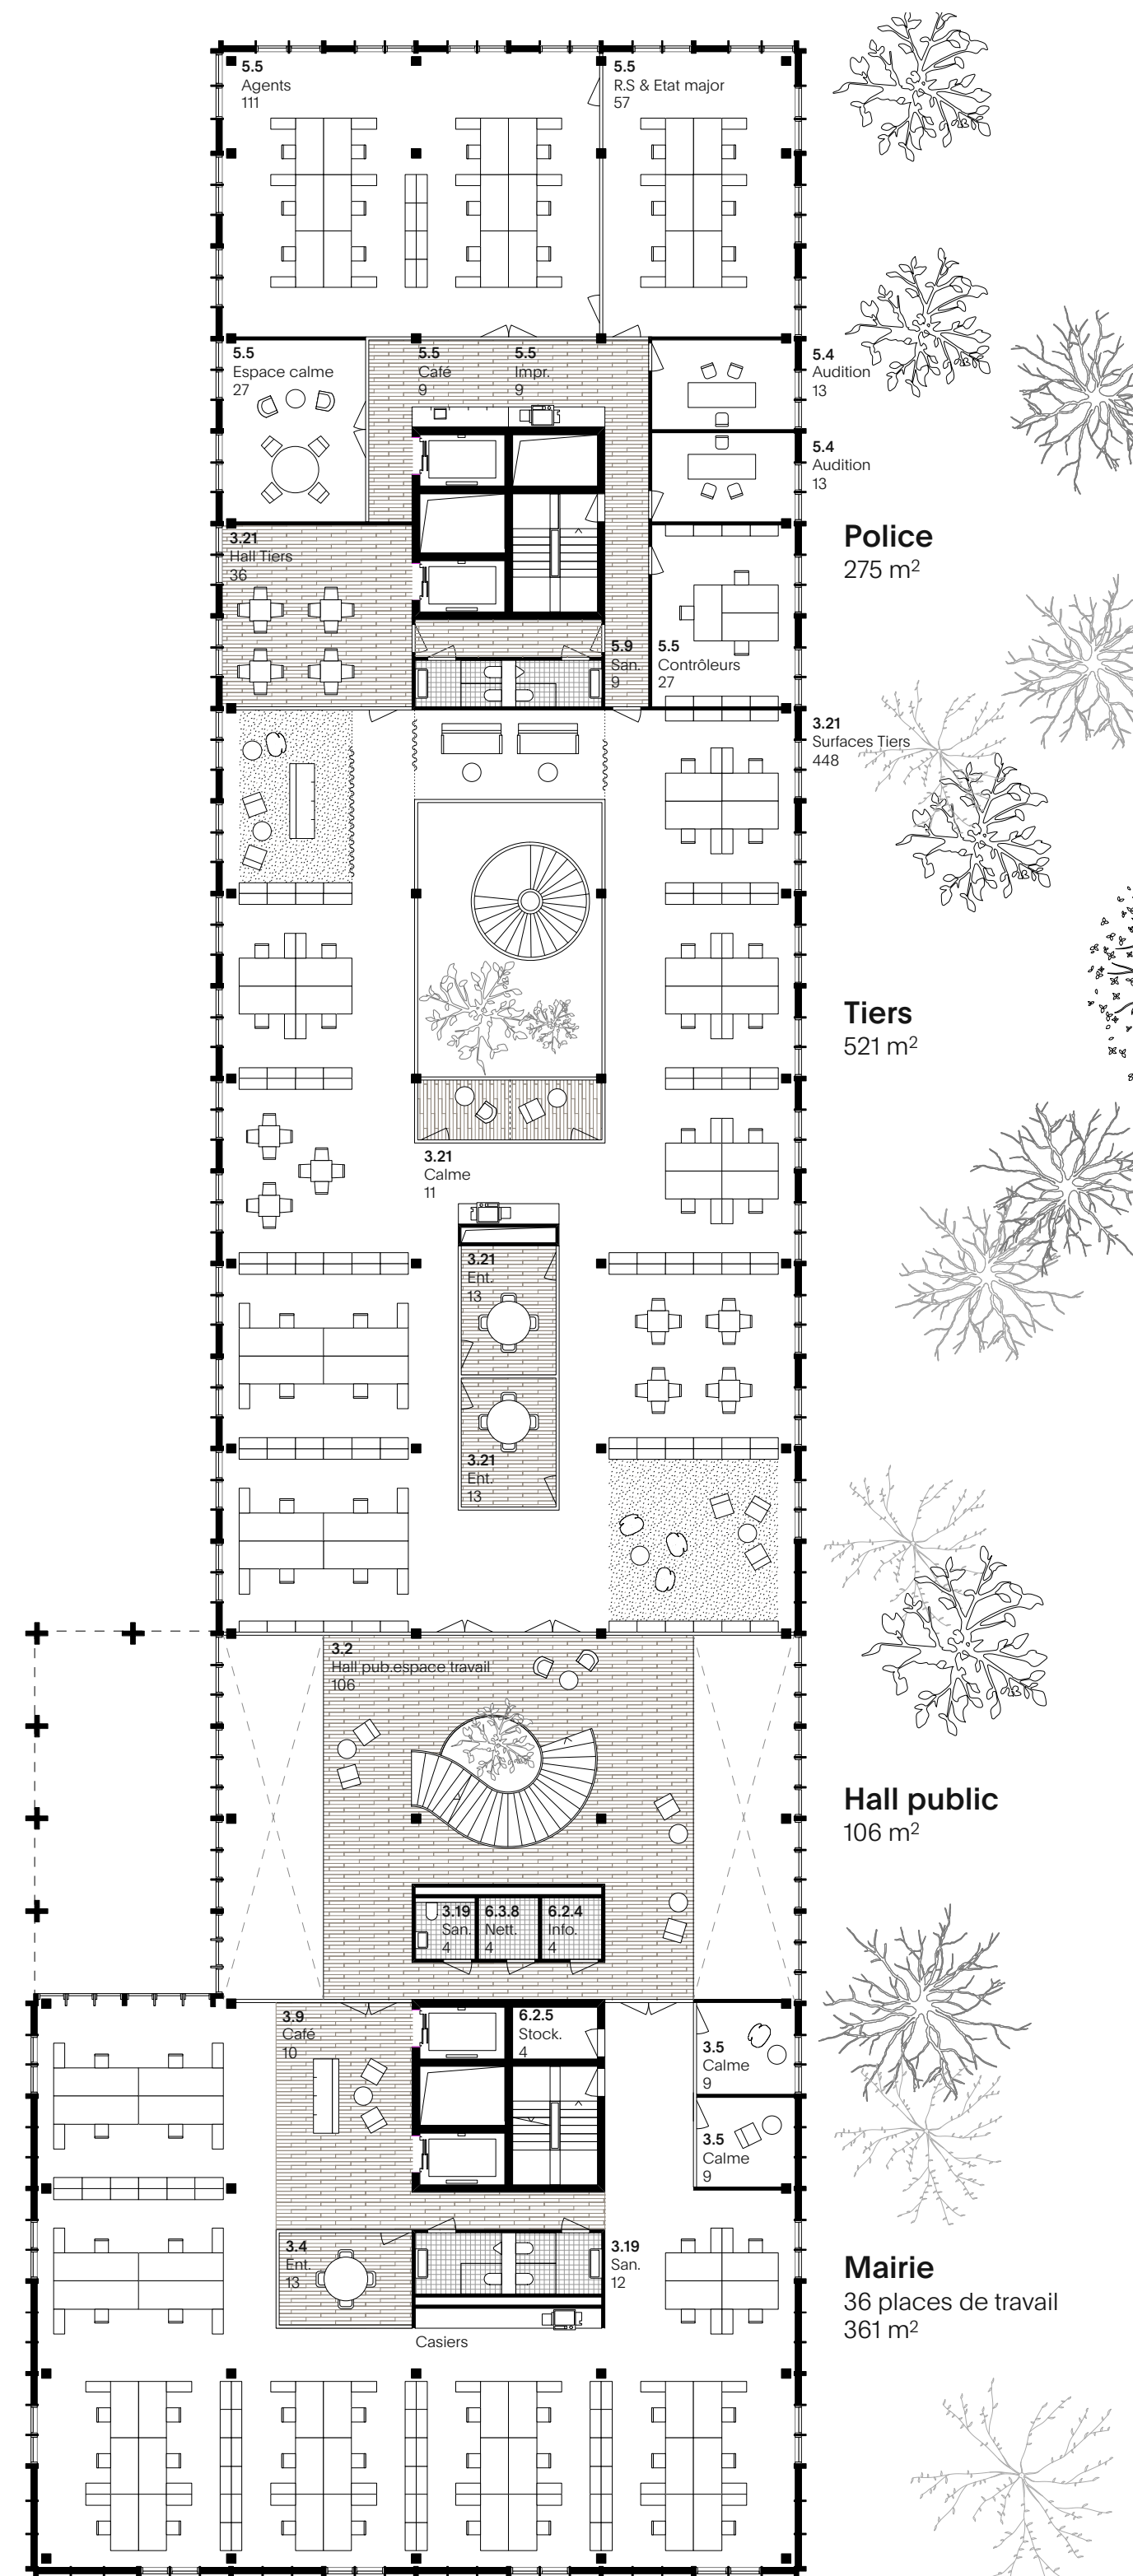 5.5
Agents
111
5.5
R.S & Etat major
57
5.5
Espace calme
27
5.5
Café
9
5.5
Impr.
9
5.4
Audition
13
5.4
Audition
13
Police
275 m²
3.21
Hall Tiers
36
5.9
San.
9
5.5
Contrôleurs
27
3.21
Surfaces Tiers
448
Tiers
521 m²
3.21
Calme
11
3.21
Ent.
13
3.21
Ent.
13
3.2
Hall pub.espace travail
106
Hall public
106 m²
3.19
San.
4
6.3.8
Nett.
4
6.2.4
Info.
4
3.9
Café
10
6.2.5
Stock.
4
3.5
Calme
9
3.5
Calme
9
3.4
Ent.
13
3.19
San.
12
Mairie
36 places de travail
361 m²
Casiers